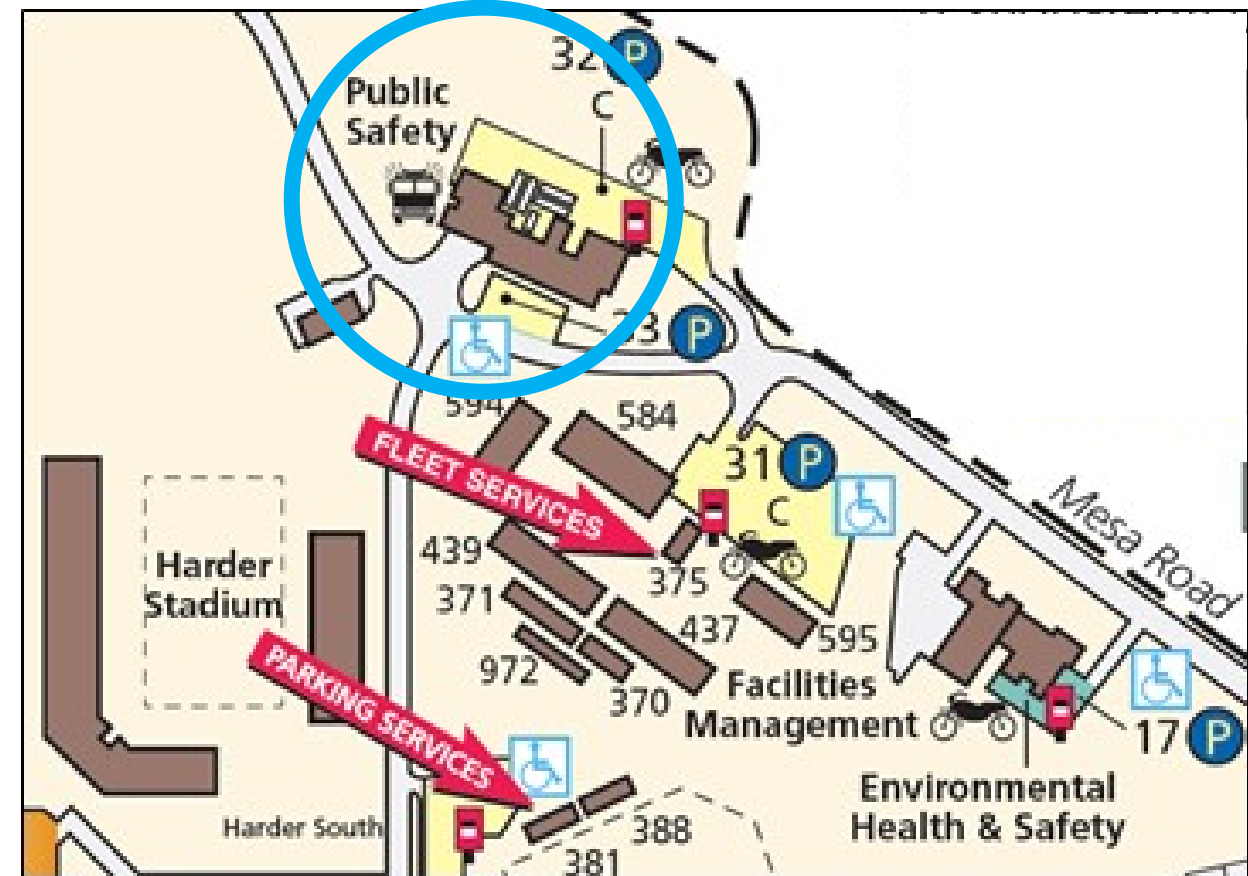 32 P
Public
Safety
C
33 P
594
584
FLEET SERVICES
31 P
C
Mesa Road
439
375
371
Harder
Stadium
437
595
972
370
PARKING SERVICES
Facilities
Management
17 P
Environmental
Health & Safety
Harder South
388
381